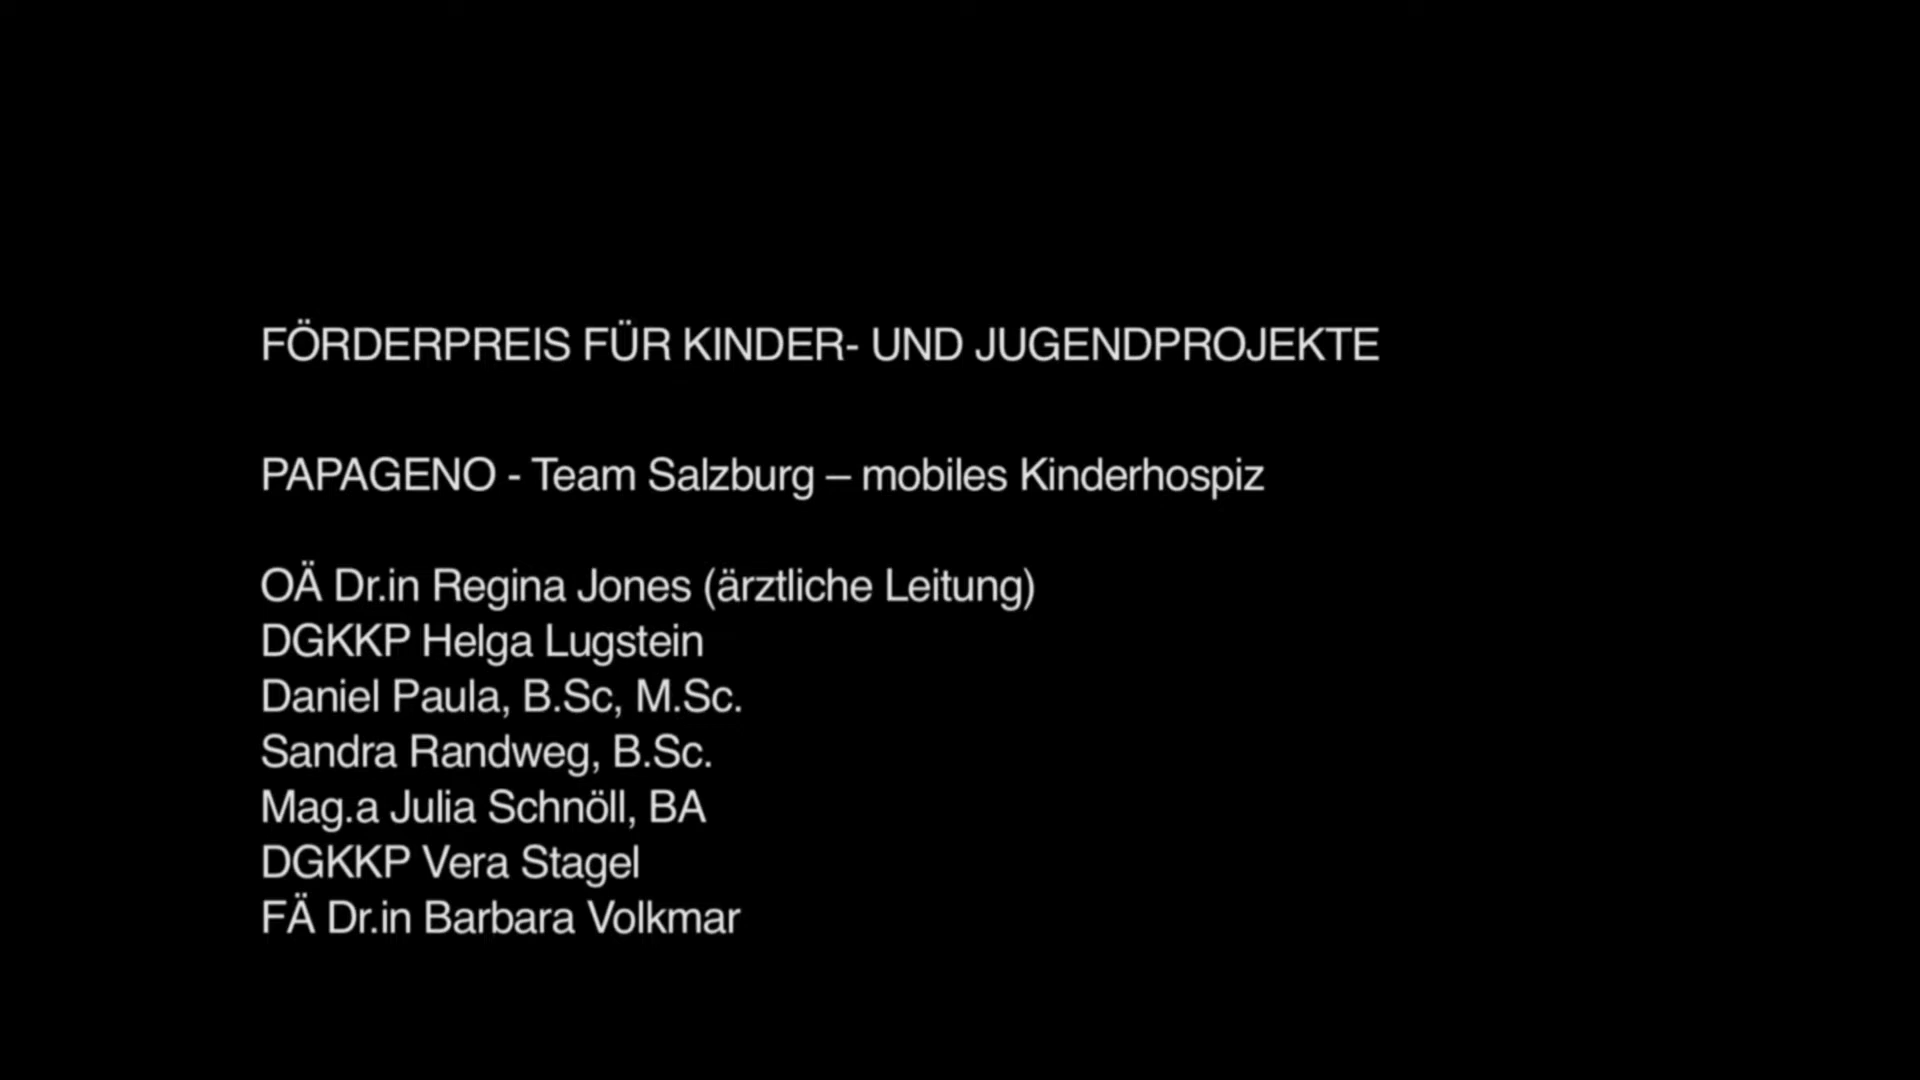 FÖRDERPREIS FÜR KINDER- UND JUGENDPROJEKTE
PAPAGENO - Team Salzburg – mobiles Kinderhospiz
OÄ Dr.in Regina Jones (ärztliche Leitung)
DGKKP Helga Lugstein
Daniel Paula, B.Sc, M.Sc.
Sandra Randweg, B.Sc.
Mag.a Julia Schnöll, BA
DGKKP Vera Stagel
FÄ Dr.in Barbara Volkmar